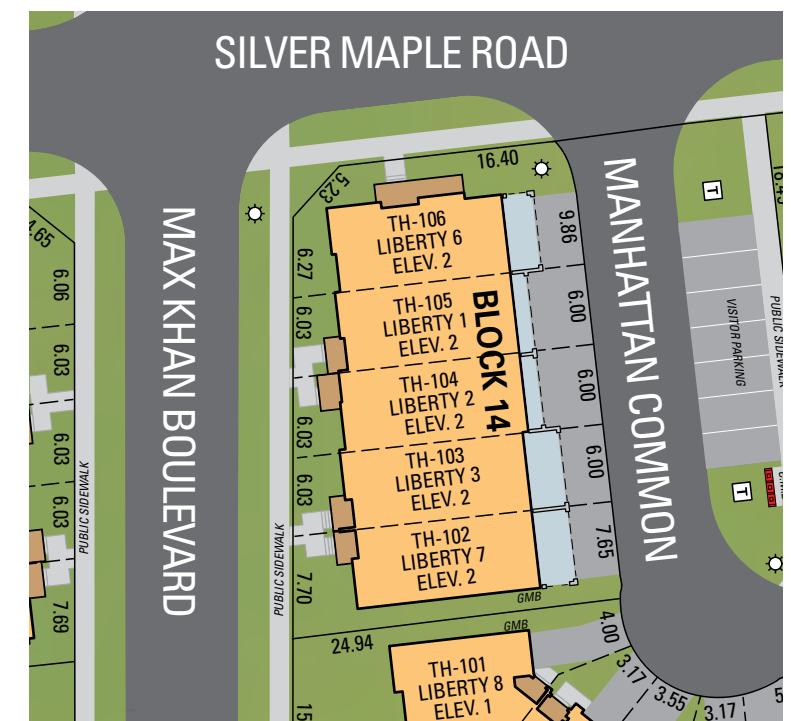 SILVER MAPLE ROAD
MAX KHAN BOULEVARD
MANHATTAN COMMON
BLOCK 14
16.40
5.23
TH-106
LIBERTY 6
ELEV. 2
TH-105
LIBERTY 1
ELEV. 2
TH-104
LIBERTY 2
ELEV. 2
TH-103
LIBERTY 3
ELEV. 2
TH-102
LIBERTY 7
ELEV. 2
6.27
6.03
6.03
6.03
7.70
9.86
6.00
6.00
6.00
7.65
GMB
GMB
24.94
TH-101
LIBERTY 8
ELEV. 1
4.00
3.17
3.55
3.17
5
15
4.65
6.06
6.03
6.03
6.03
7.69
PUBLIC SIDEWALK
PUBLIC SIDEWALK
PUBLIC SIDEWALK
VISITOR PARKING
T
T